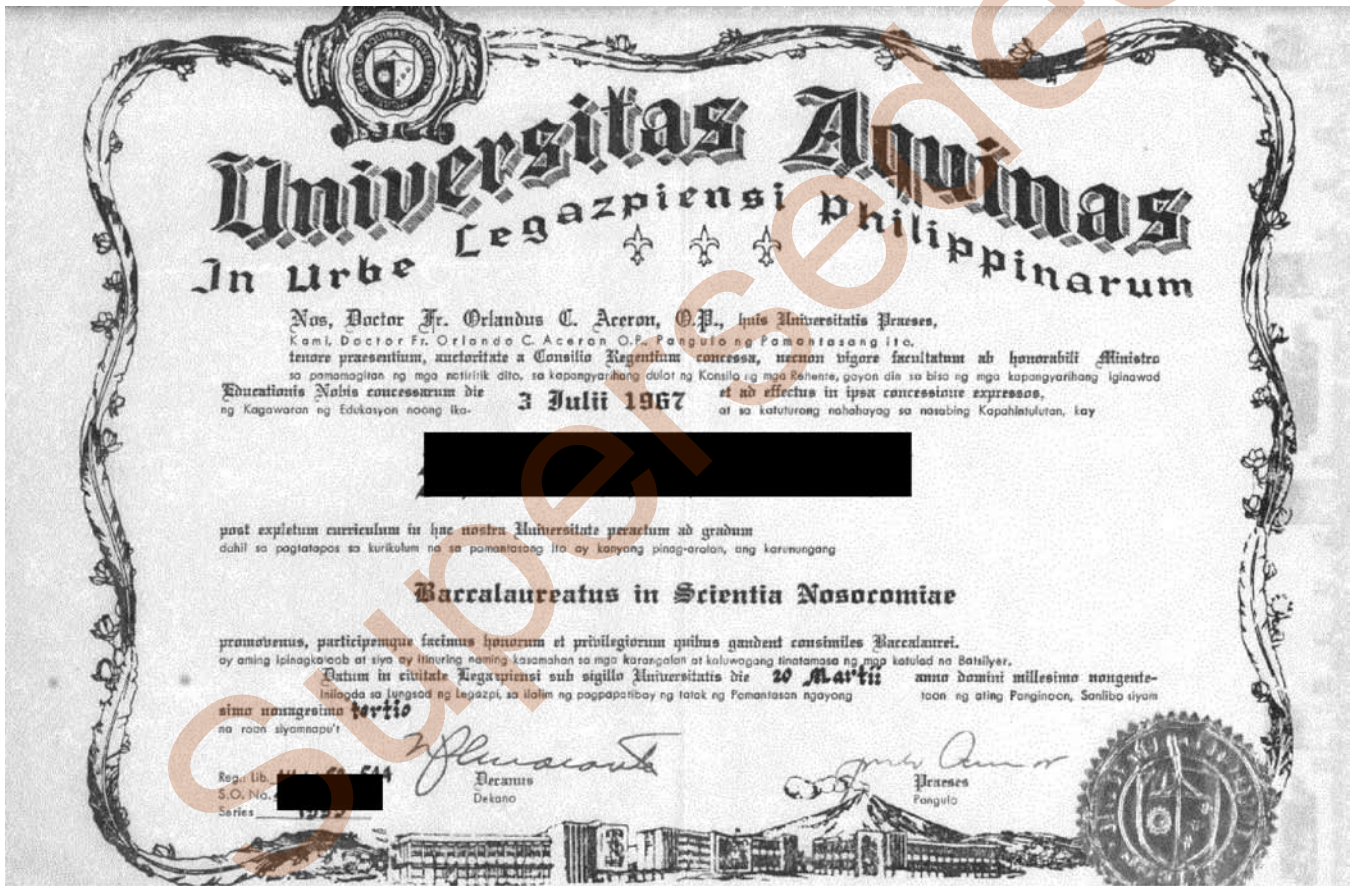 Universitas Aquinas
In Urbe Legazpiensi Philippinarum
Nos, Doctor Fr. Orlandus C. Aceron, O.P., huis Universitatis Praeses,
Kami, Doctor Fr. Orlando C. Aceron O.P., Pangulo ng Pamantasang ito,
tenore praesentium, auctoritate a Consilio Regentium concessa, necnon vigore facultatum ab honorabili Ministro
sa pamamagitan ng mga natititik dito, sa kapangyarihang dulot ng Konsilo ng mga Rehente, gayon din sa bisa ng mga kapangyarihang iginawad
Educationis Nobis concessarum die 3 Julii 1967 et ad effectus in ipsa concessione expressos,
ng Kagawaran ng Edukasyon noong ika- at sa katuturang nahahayag sa nasabing Kapahintulutan, kay
post expletum curriculum in hac nostra Universitate peractum ad gradum
dahil sa pagtatapos sa kurikulum na sa pamantasang ito ay kanyang pinag-aralan, ang karunungang
Baccalaureatus in Scientia Nosocomiae
promovemus, participemque facimus honorum et privilegiorum quibus gaudent consimiles Baccalaurei.
ay aming ipinagkaloob at siya ay itinuring naming kasamahan sa mga karangalan at kaluwagang tinatamasa ng mga katulad na Batsilyer.
Datum in civitate Legazpiensi sub sigillo Universitatis die 20 Martii anno domini millesimo nongente-
Inilagda sa Lungsod ng Legazpi, sa ilalim ng pagpapatibay ng tatak ng Pamantasan ngayong taon ng ating Panginoon, Sanlibo siyam
simo nonagesimo tertio
na raan siyamnapu't
Reg. Lib.
S.O. No.
Series
Decanus
Dekano
Praeses
Pangulo
Superseded